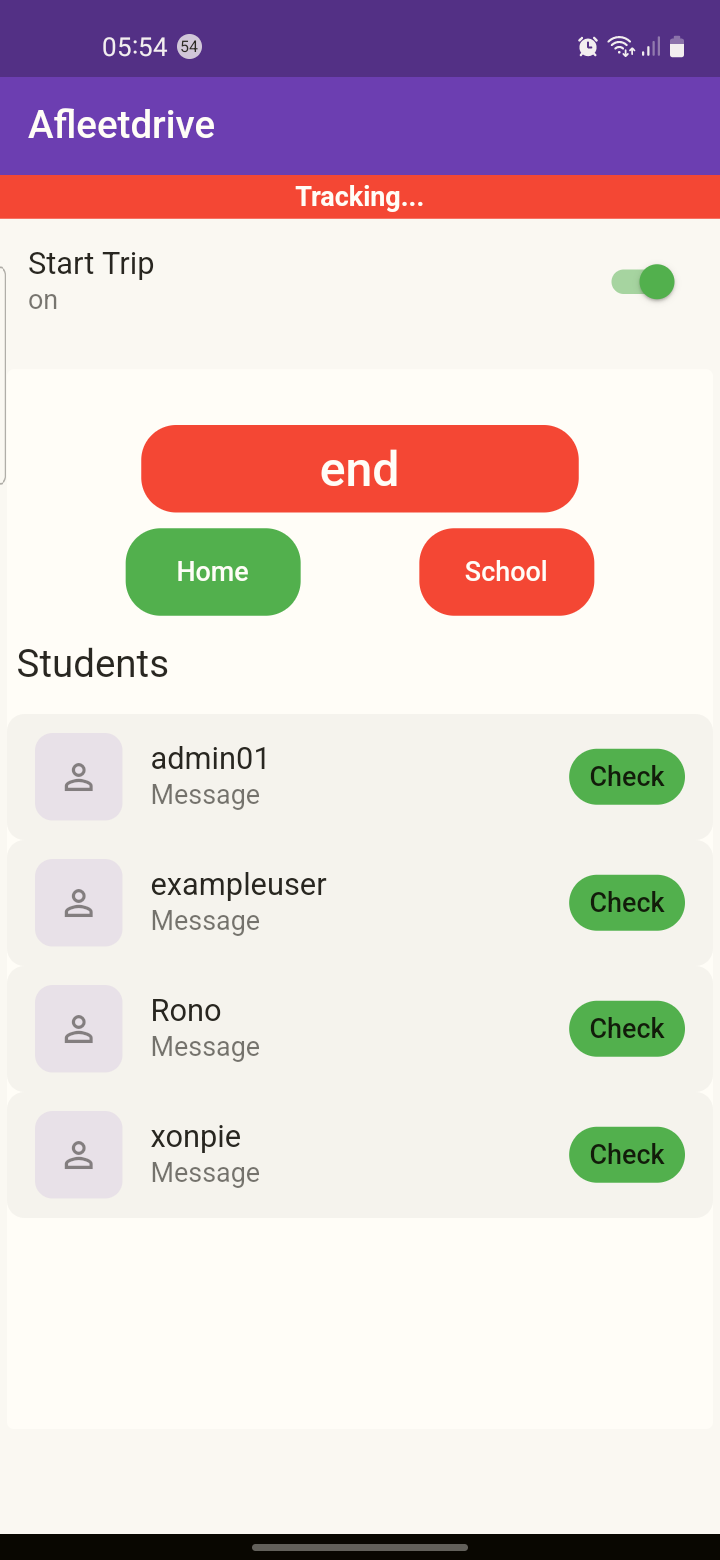 05:54 54
Afleetdrive
Tracking...
Start Trip
on
end
Home School
Students
admin01
Message
Check
exampleuser
Message
Check
Rono
Message
Check
xonpie
Message
Check